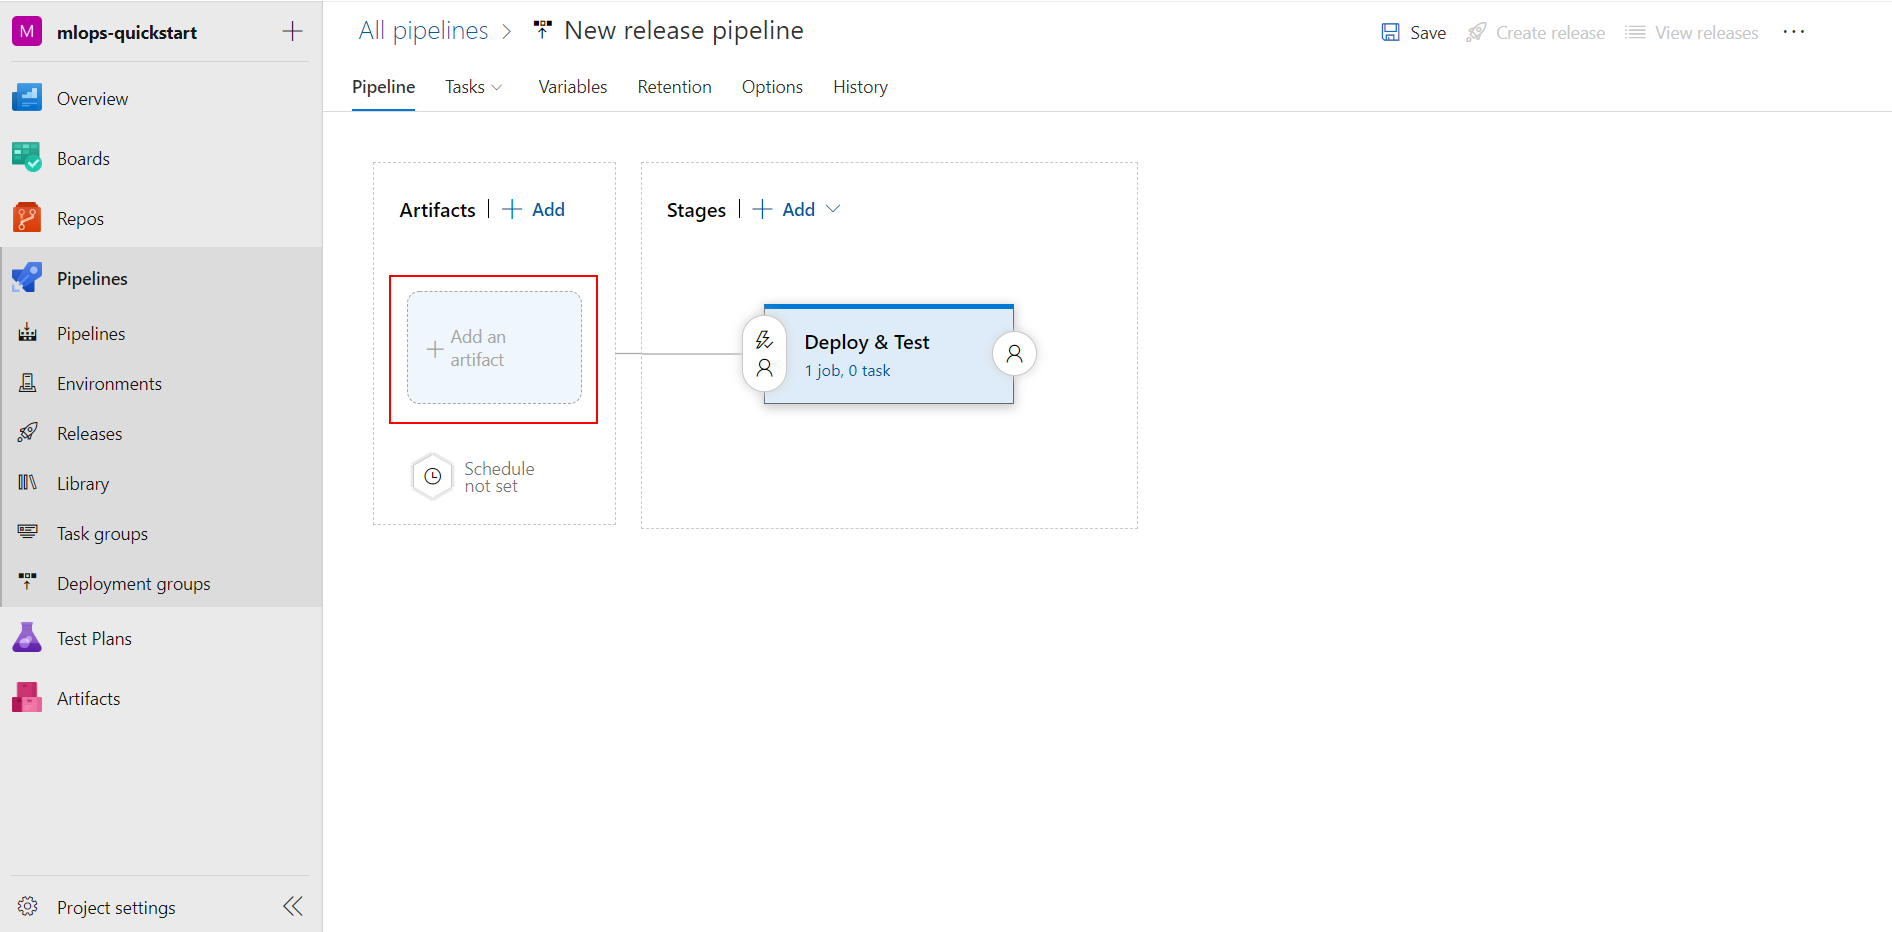 M mlops-quickstart
Overview
Boards
Repos
Pipelines
Pipelines
Environments
Releases
Library
Task groups
Deployment groups
Test Plans
Artifacts
Project settings
All pipelines > New release pipeline
Save Create release View releases ...
Pipeline Tasks Variables Retention Options History
Artifacts | + Add
Stages | + Add
+ Add an
artifact
Schedule
not set
Deploy & Test
1 job, 0 task